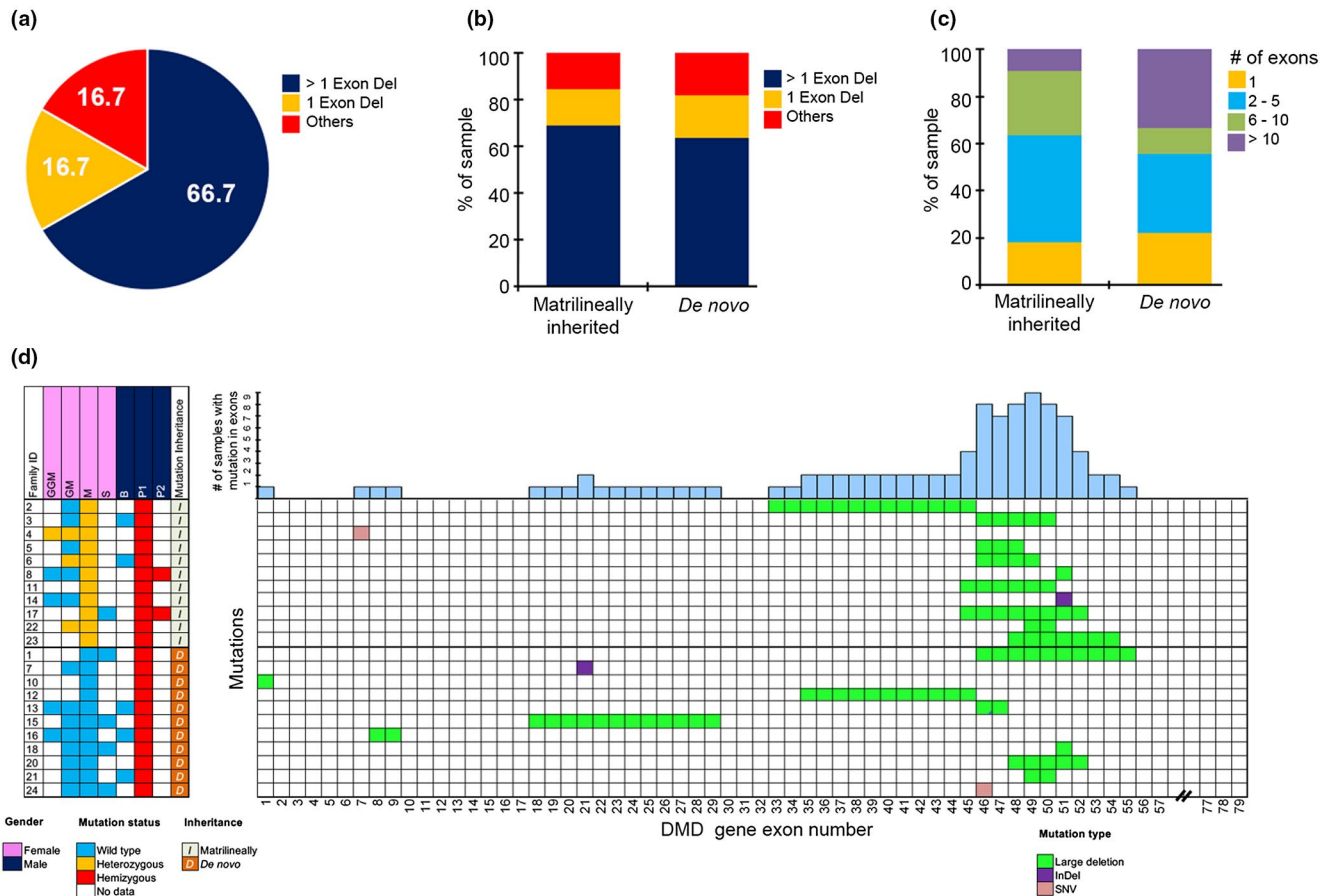 (a)
66.7
16.7
16.7
> 1 Exon Del
1 Exon Del
Others
(b)
% of sample
100
80
60
40
20
0
Matrilineally
inherited
De novo
> 1 Exon Del
1 Exon Del
Others
(c)
% of sample
100
80
60
40
20
0
Matrilineally
inherited
De novo
# of exons
1
2 - 5
6 - 10
> 10
(d)
Family ID GGM GM M S B P1 P2 Mutation Inheritance
2 I
3 I
4 I
5 I
6 I
8 I
11 I
14 I
17 I
22 I
23 I
1 D
7 D
10 D
12 D
13 D
15 D
16 D
18 D
20 D
21 D
24 D
# of samples with
mutation in exons
9
8
7
6
5
4
3
2
1
Mutations
1 2 3 4 5 6 7 8 9 10 11 12 13 14 15 16 17 18 19 20 21 22 23 24 25 26 27 28 29 30 31 32 33 34 35 36 37 38 39 40 41 42 43 44 45 46 47 48 49 50 51 52 53 54 55 56 57 77 78 79
DMD gene exon number
Gender
Female
Male
Mutation status
Wild type
Heterozygous
Hemizygous
No data
Inheritance
I Matrilineally
D De novo
Mutation type
Large deletion
InDel
SNV